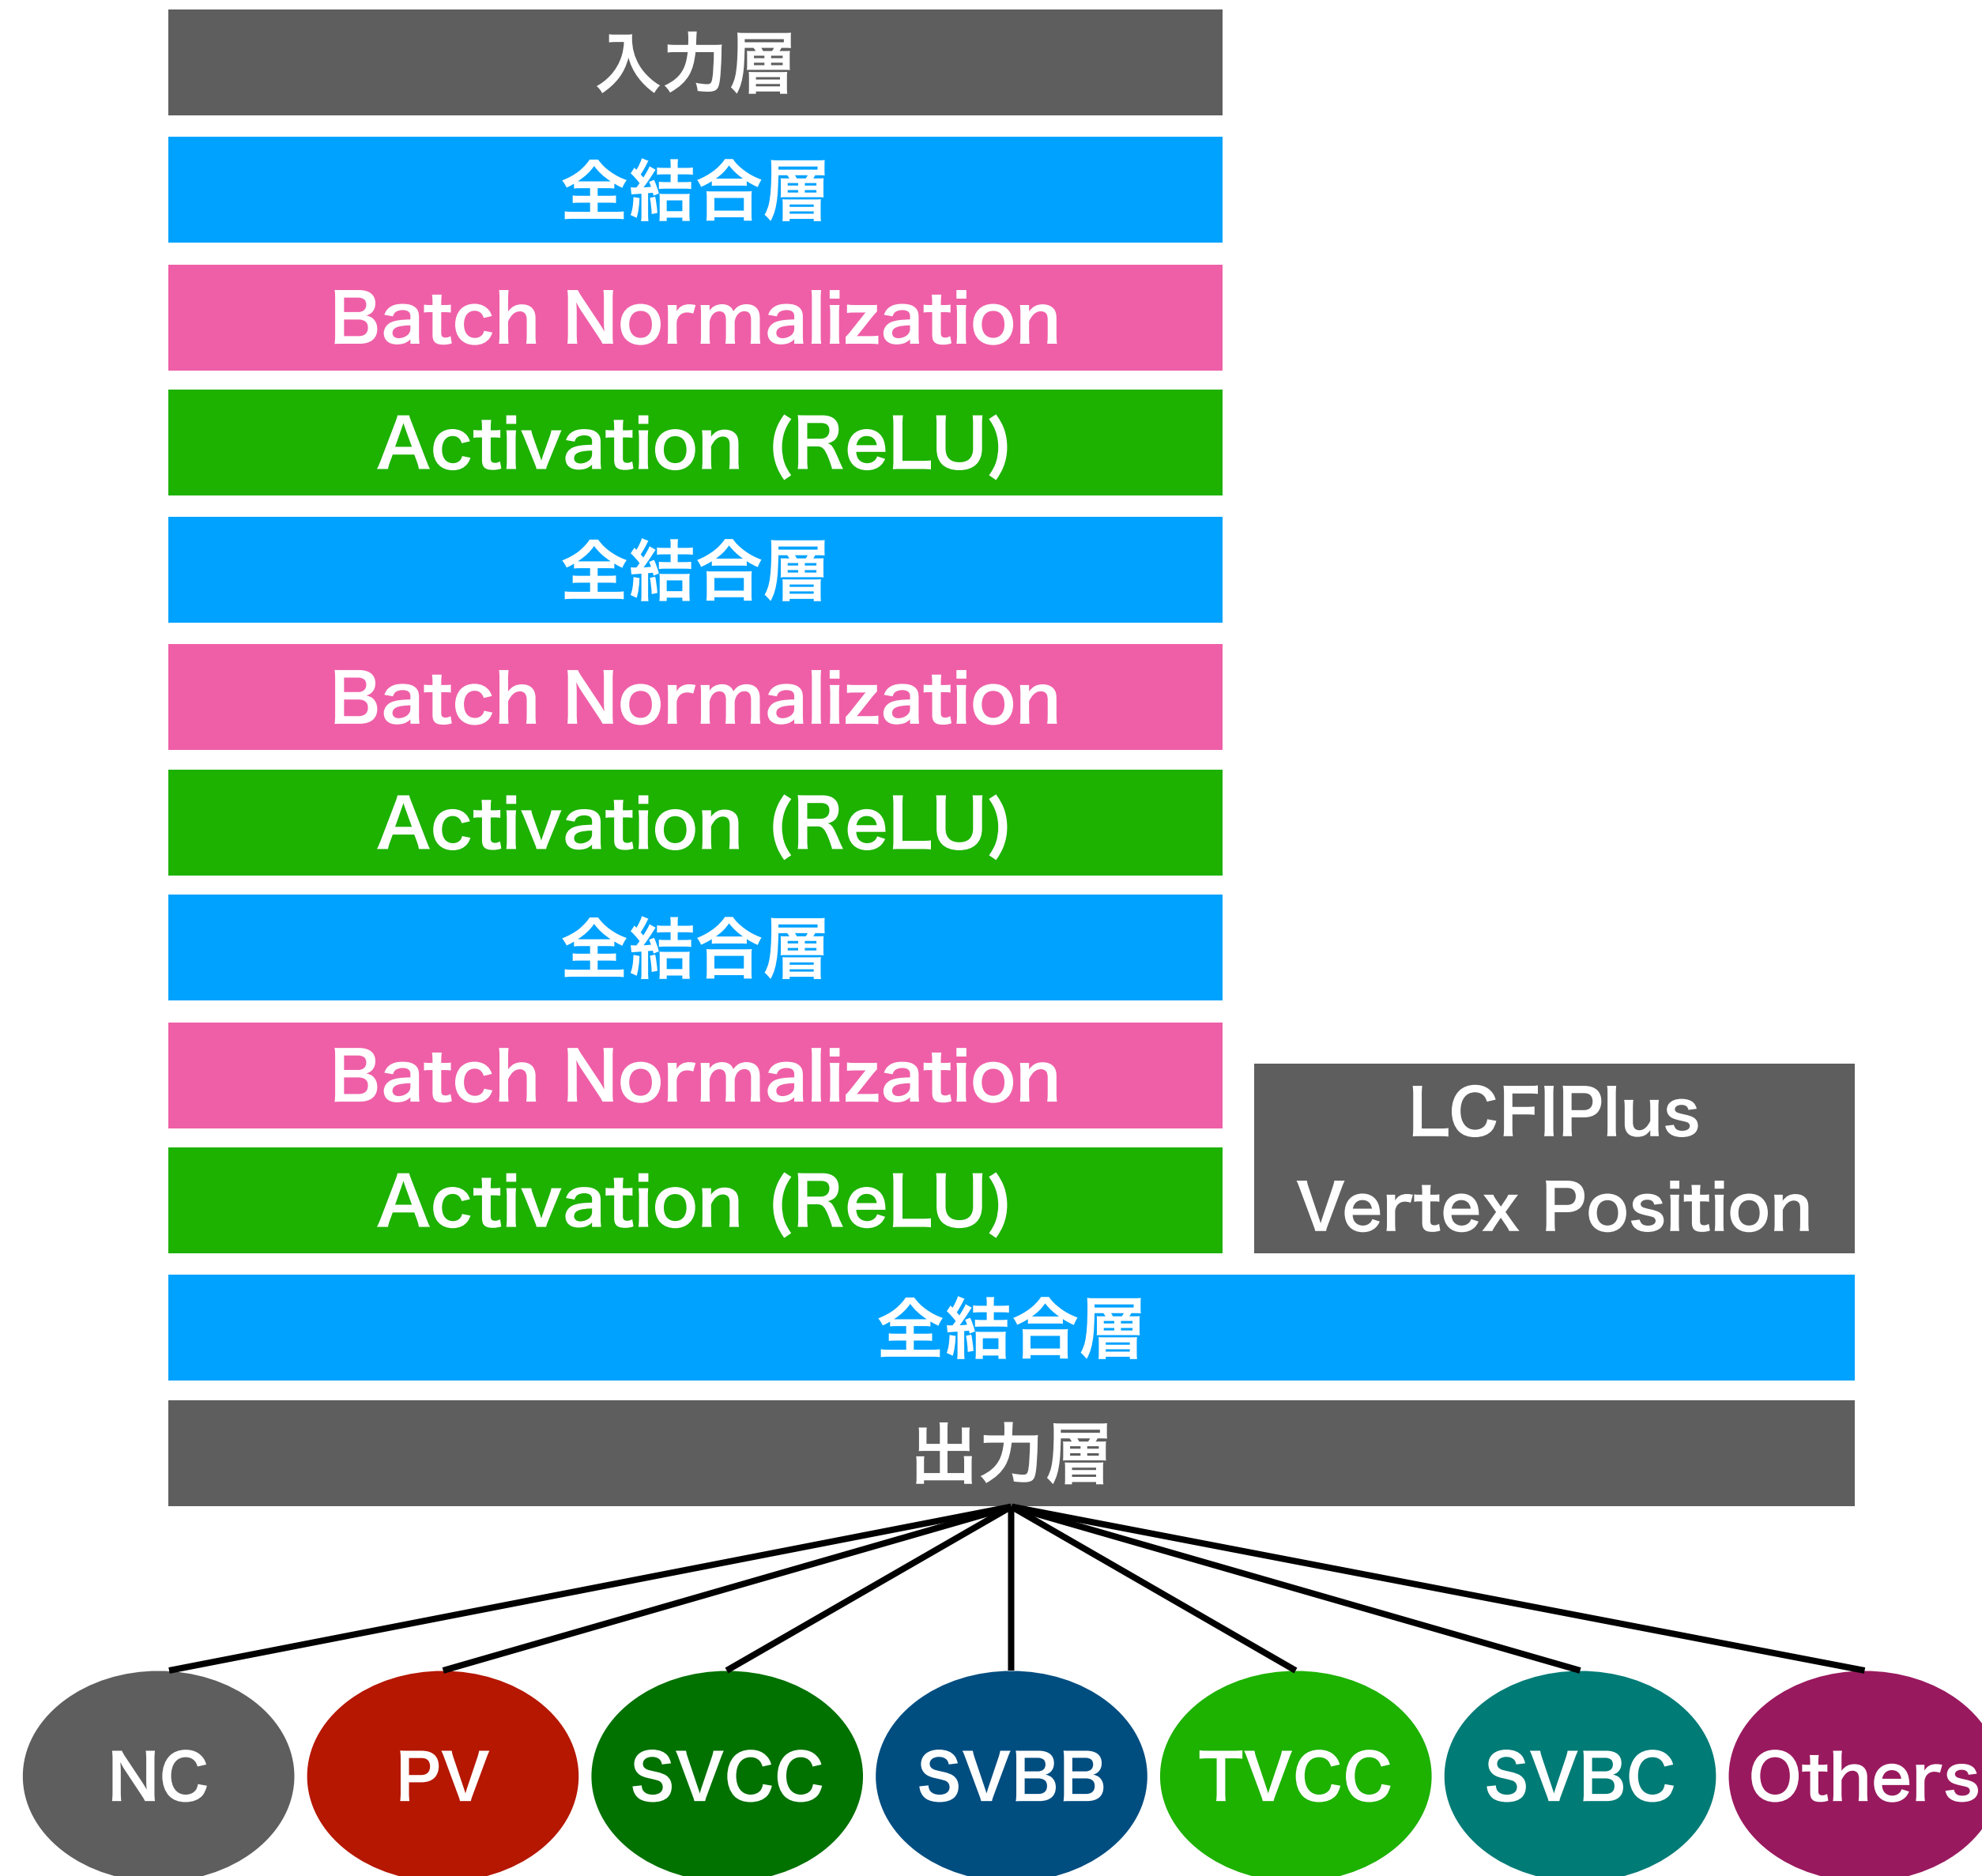 入力層
全結合層
Batch Normalization
Activation (ReLU)
全結合層
Batch Normalization
Activation (ReLU)
全結合層
Batch Normalization
Activation (ReLU)
LCFIPlus
Vertex Position
全結合層
出力層
NC
PV
SVCC
SVBB
TVCC
SVBC
Others